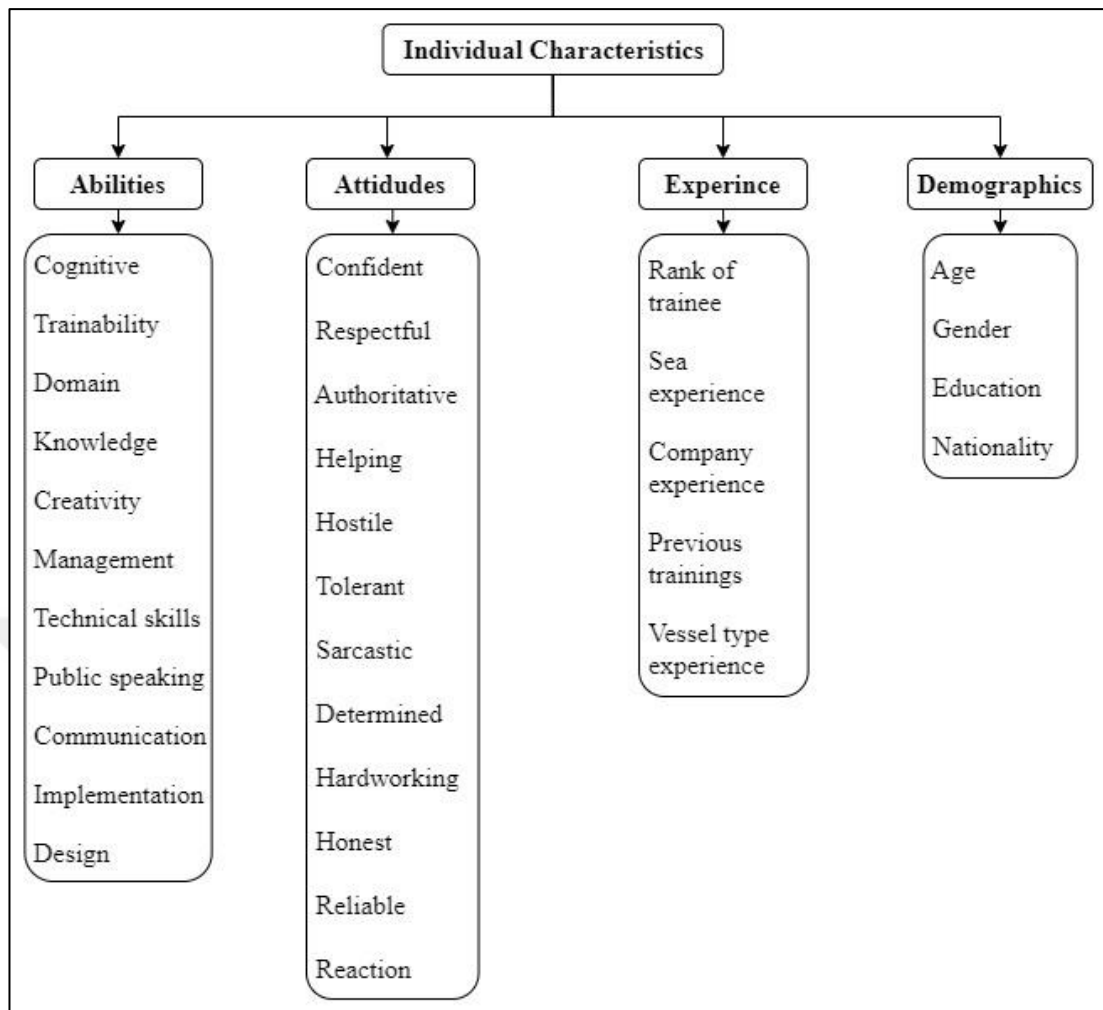 Individual Characteristics
Abilities
Cognitive
Trainability
Domain
Knowledge
Creativity
Management
Technical skills
Public speaking
Communication
Implementation
Design
Attidudes
Confident
Respectful
Authoritative
Helping
Hostile
Tolerant
Sarcastic
Determined
Hardworking
Honest
Reliable
Reaction
Experince
Rank of
trainee
Sea
experience
Company
experience
Previous
trainings
Vessel type
experience
Demographics
Age
Gender
Education
Nationality